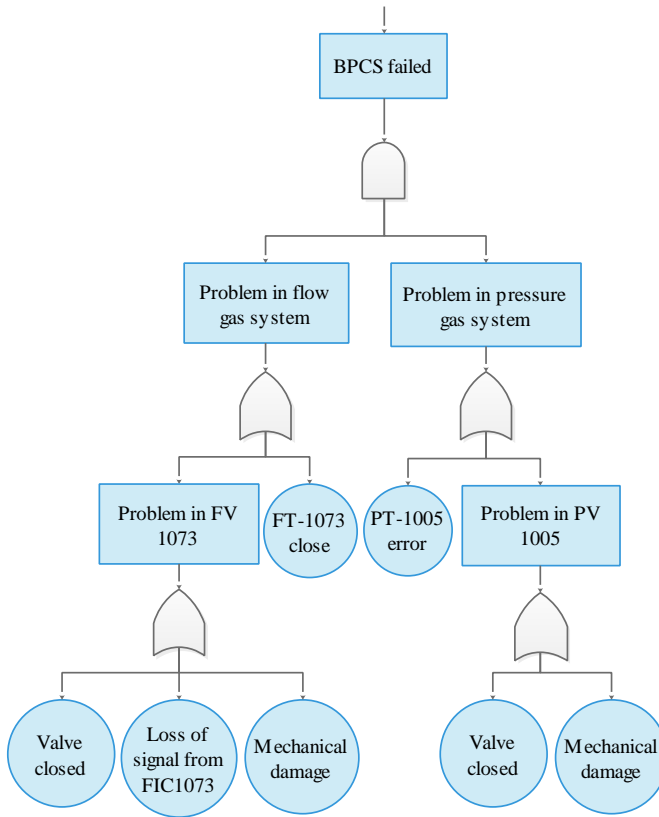 BPCS failed
Problem in flow
gas system
Problem in pressure
gas system
Problem in FV
1073
FT-1073
close
PT-1005
error
Problem in PV
1005
Valve
closed
Loss of
signal from
FIC1073
Mechanical
damage
Valve
closed
Mechanical
damage